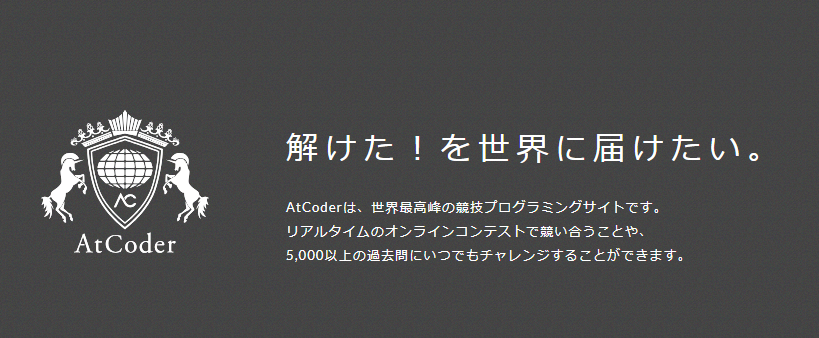 解けた！を世界に届けたい。
AtCoderは、世界最高峰の競技プログラミングサイトです。
リアルタイムのオンラインコンテストで競い合うことや、
5,000以上の過去問にいつでもチャレンジすることができます。
AC
AtCoder